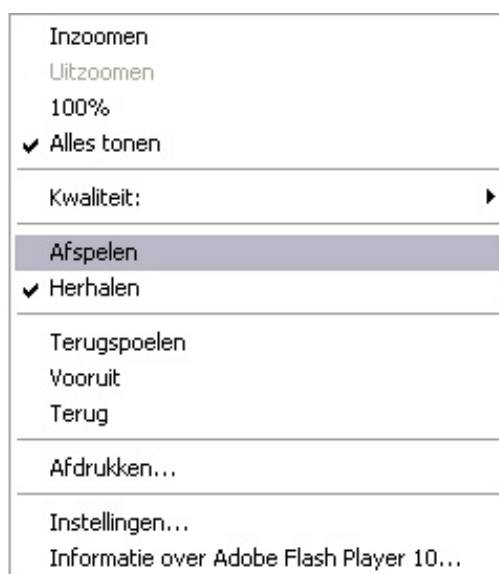 Inzoomen
Uitzoomen
100%
Alles tonen
Kwaliteit:
Afspelen
Herhalen
Terugspoelen
Vooruit
Terug
Afdrukken...
Instellingen...
Informatie over Adobe Flash Player 10...